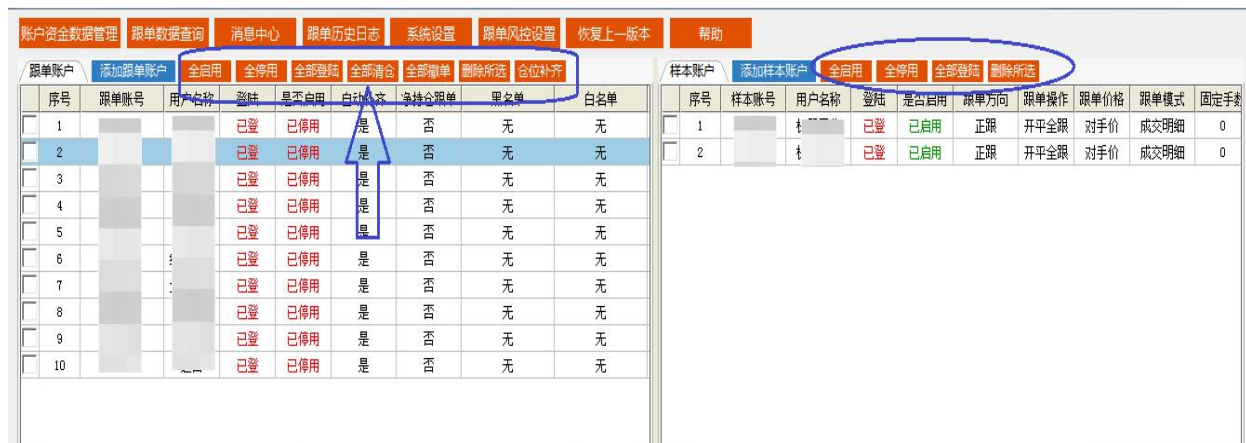 账户资金数据管理 跟单数据查询 消息中心 跟单历史日志 系统设置 跟单风控设置 恢复上一版本 帮助
跟单账户 添加跟单账户 全启用 全停用 全部登陆 全部清仓 全部撤单 删除所选 仓位补齐
序号 跟单账号 用户名称 登陆 是否启用 自动补齐 净持仓跟单 黑名单 白名单
1 已登 已停用 是 否 无 无
2 已登 已停用 是 否 无 无
3 已登 已停用 是 否 无 无
4 已登 已停用 是 否 无 无
5 已登 已停用 是 否 无 无
6 已登 已停用 是 否 无 无
7 已登 已停用 是 否 无 无
8 已登 已停用 是 否 无 无
9 已登 已停用 是 否 无 无
10 已登 已停用 是 否 无 无
样本账户 添加样本账户 全启用 全停用 全部登陆 删除所选
序号 样本账号 用户名称 登陆 是否启用 跟单方向 跟单操作 跟单价格 跟单模式 固定手数
1 已登 已启用 正跟 开平全跟 对手价 成交明细 0
2 已登 已启用 正跟 开平全跟 对手价 成交明细 0